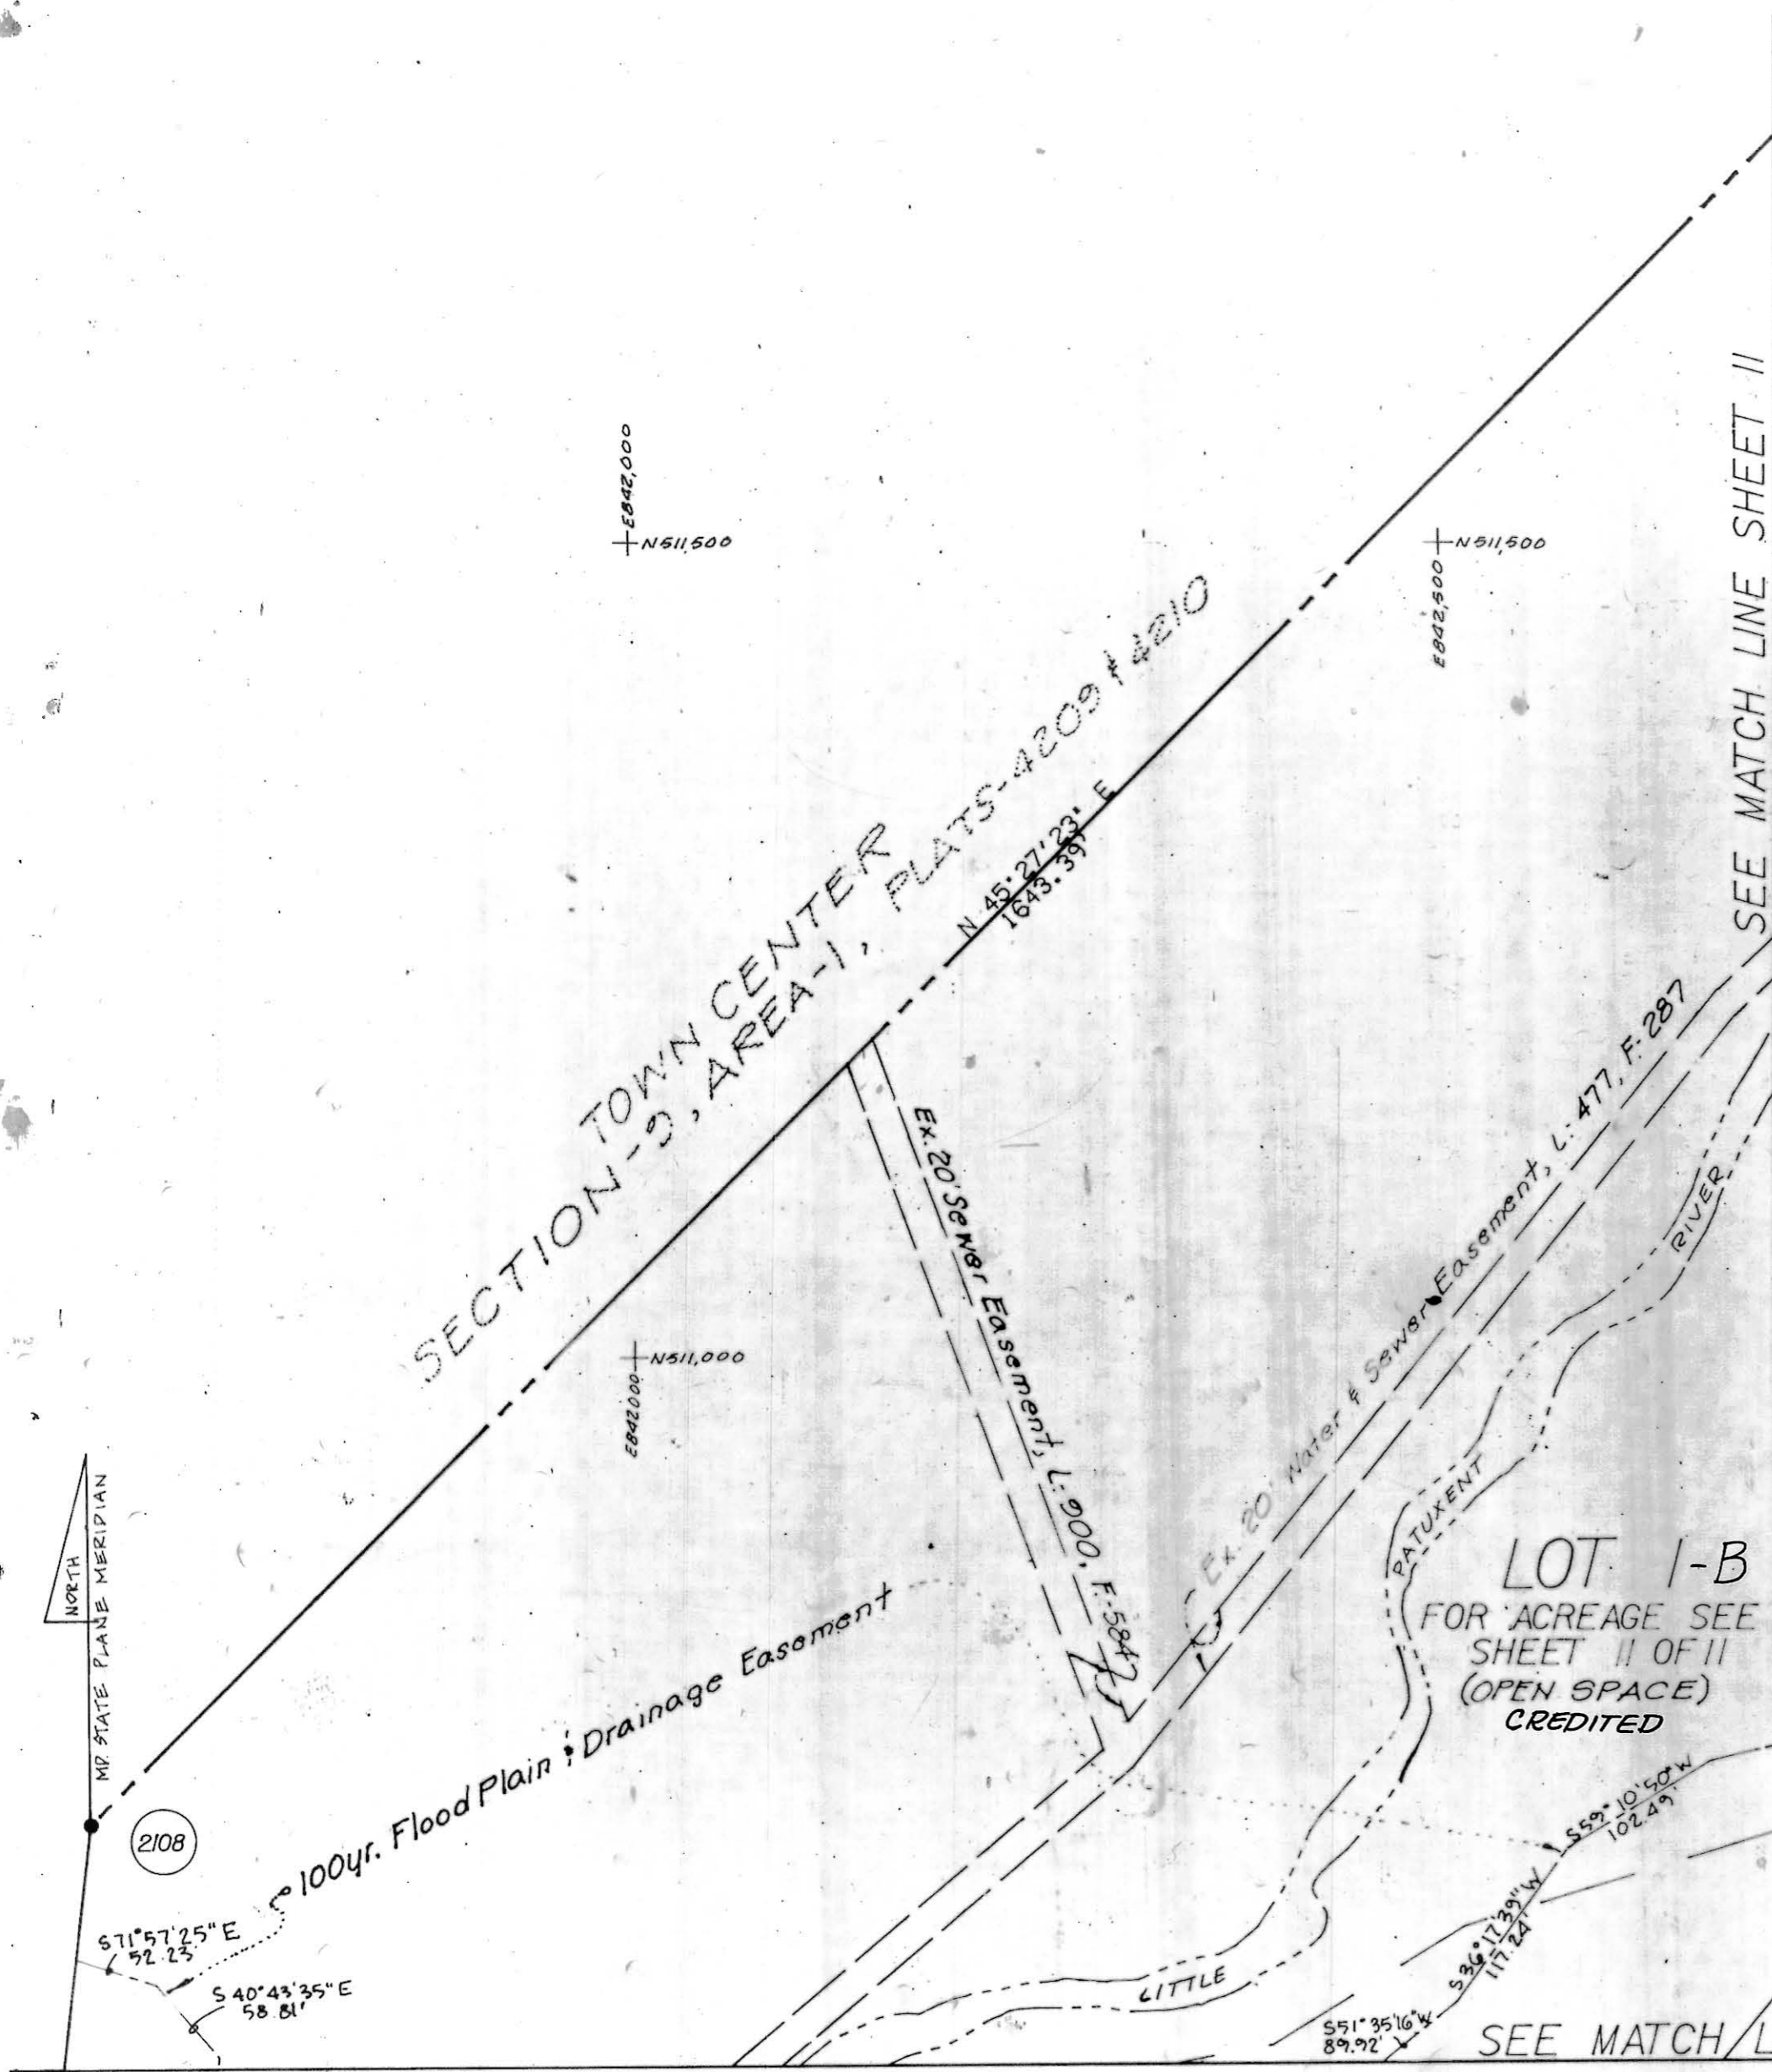 SEE MATCH LINE SHEET 11
E842,000
N511,500
N511,500
E842,500
TOWN CENTER
SECTION-9, AREA-1, PLATS-4209 & 4210
N 45°27'23" E
1643.39'
Ex. 20' Sewer Easement, L:900, F:584
Ex. 20' Water & Sewer Easement, L:477, F:287
N511,000
E842000
NORTH
MD. STATE PLANE MERIDIAN
2108
100yr. Flood Plain & Drainage Easement
LITTLE
PATUXENT
RIVER
LOT 1-B
FOR ACREAGE SEE
SHEET 11 OF 11
(OPEN SPACE)
CREDITED
S71°57'25"E
52.23'
S40°43'35"E
58.81'
S59°10'50"W
102.49'
S36°17'39"W
117.24'
S51°35'16"W
89.92'
SEE MATCH L